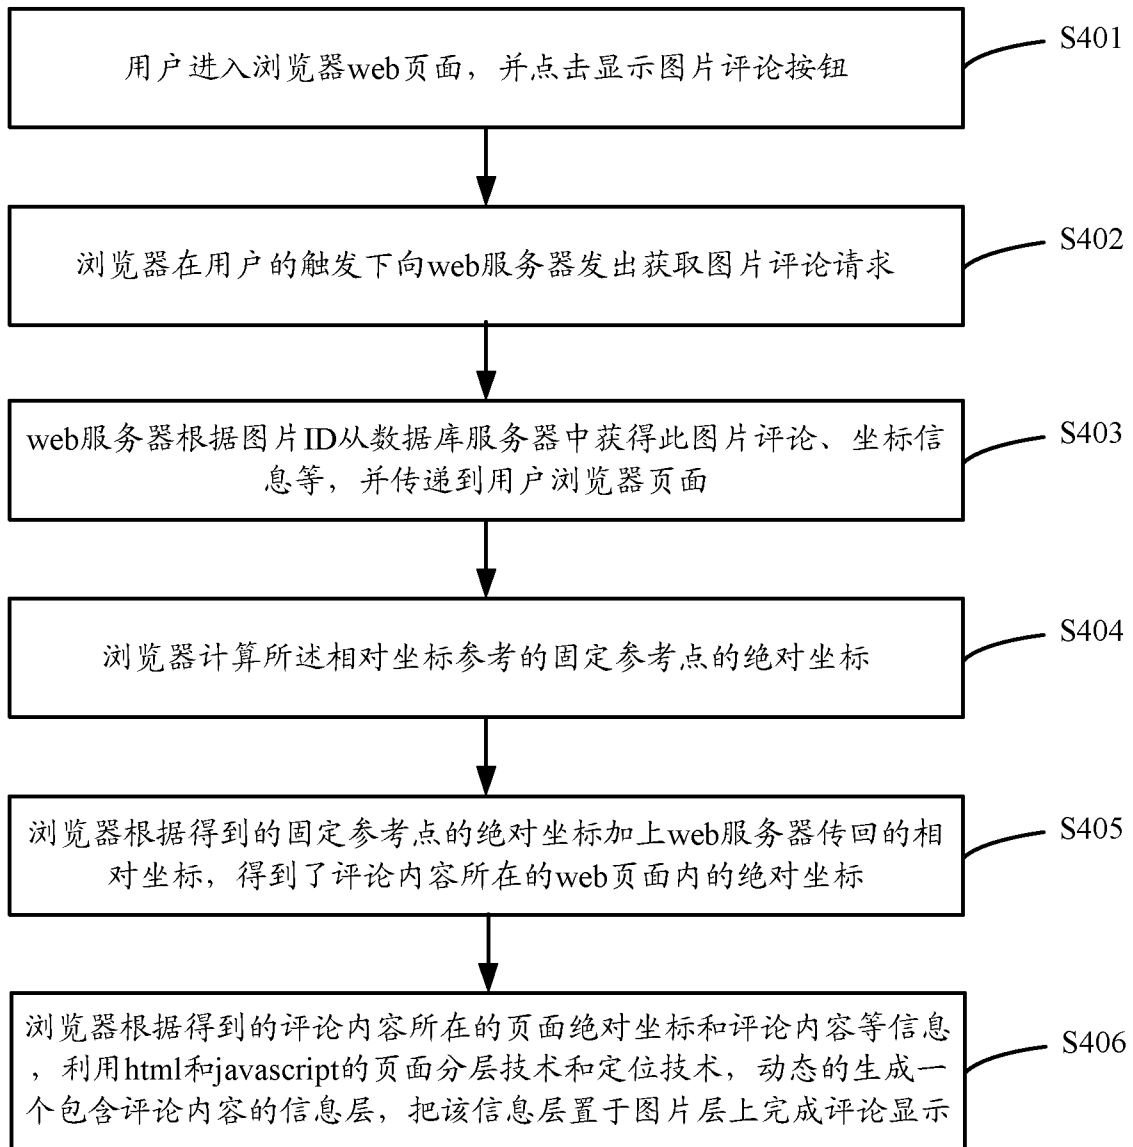 用户进入浏览器web页面，并点击显示图片评论按钮
S401
浏览器在用户的触发下向web服务器发出获取图片评论请求
S402
web服务器根据图片ID从数据库服务器中获得此图片评论、坐标信
息等，并传递到用户浏览器页面
S403
浏览器计算所述相对坐标参考的固定参考点的绝对坐标
S404
浏览器根据得到的固定参考点的绝对坐标加上web服务器传回的相
对坐标，得到了评论内容所在的web页面内的绝对坐标
S405
浏览器根据得到的评论内容所在的页面绝对坐标和评论内容等信息
，利用html和javascript的页面分层技术和定位技术，动态的生成一
个包含评论内容的信息层，把该信息层置于图片层上完成评论显示
S406